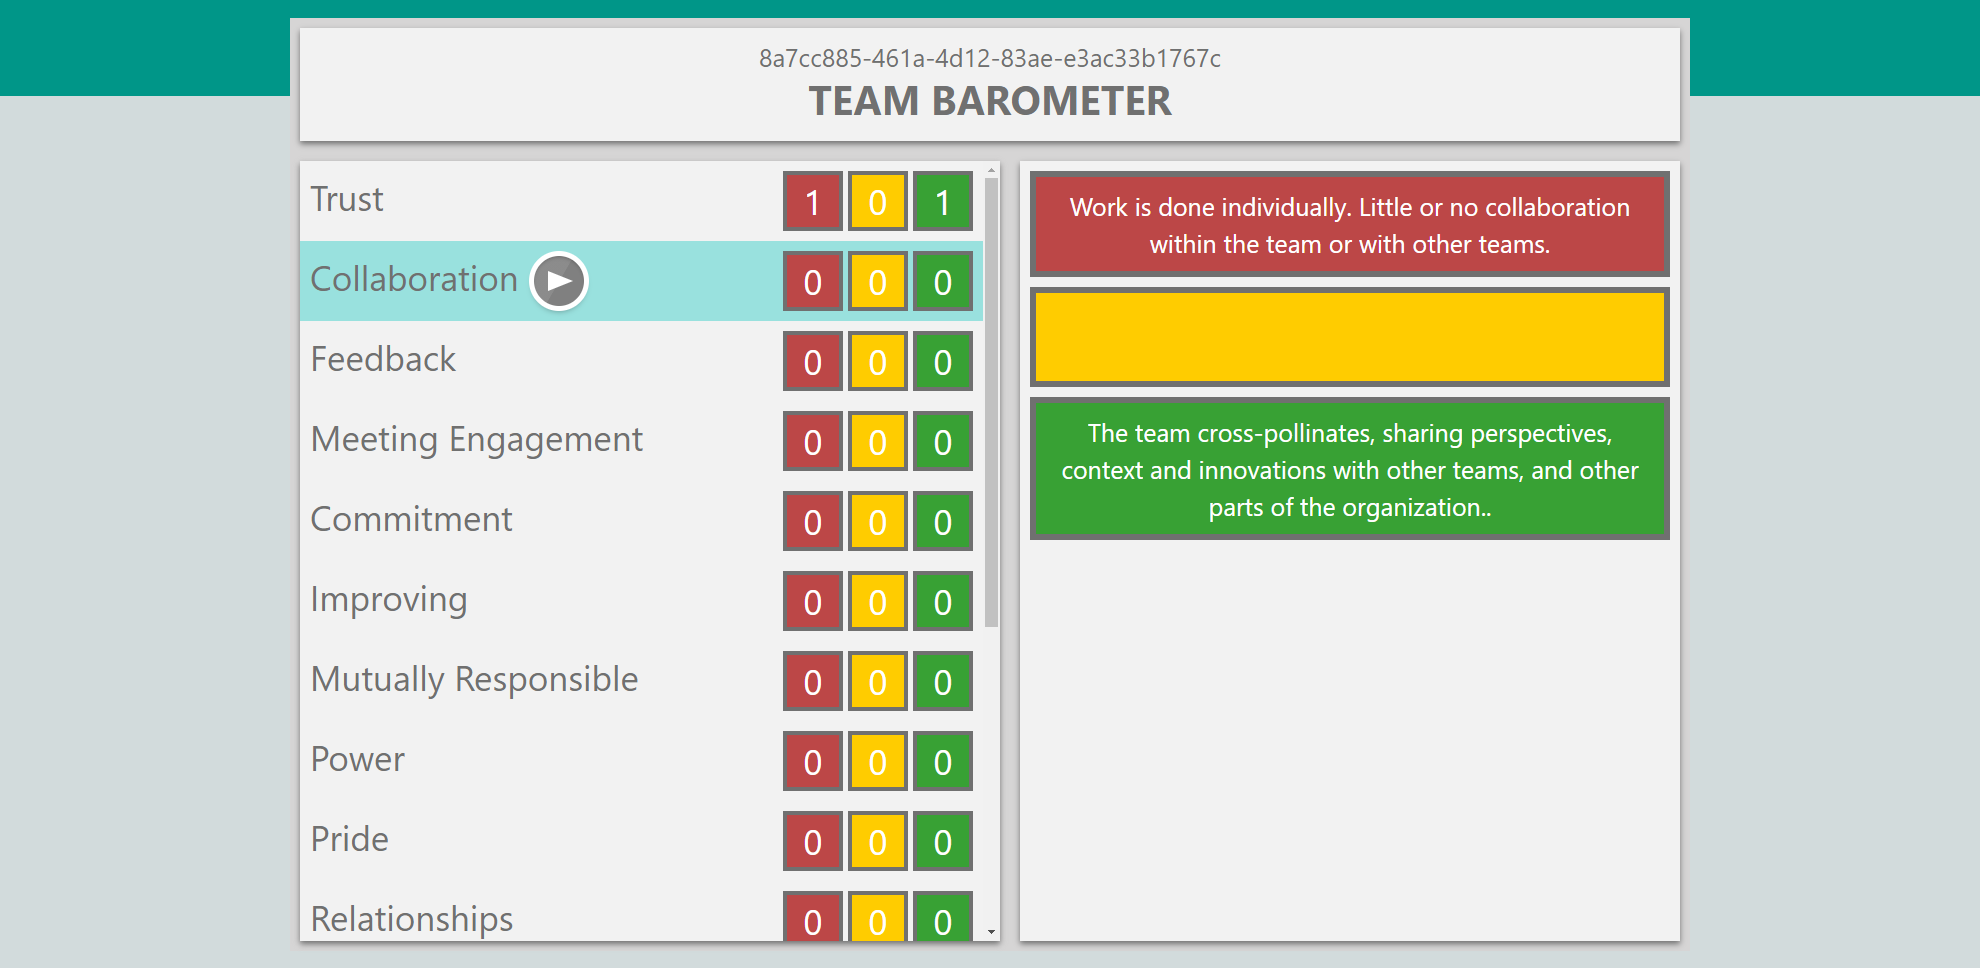 8a7cc885-461a-4d12-83ae-e3ac33b1767c
TEAM BAROMETER
Trust 1 0 1
Collaboration 0 0 0
Feedback 0 0 0
Meeting Engagement 0 0 0
Commitment 0 0 0
Improving 0 0 0
Mutually Responsible 0 0 0
Power 0 0 0
Pride 0 0 0
Relationships 0 0 0
Work is done individually. Little or no collaboration
within the team or with other teams.
The team cross-pollinates, sharing perspectives,
context and innovations with other teams, and other
parts of the organization..